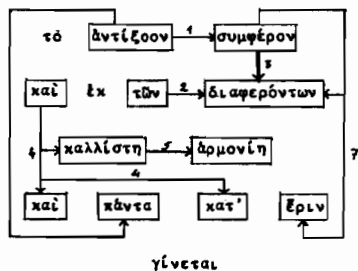 τὸ ἀντίξοον 1 συμφέρον
3
καὶ ἐκ τῶν 2 διαφερόντων
4 καλλίστη 5 ἁρμονίη 7
4
καὶ πάντα κατ' ἔριν
γίνεται